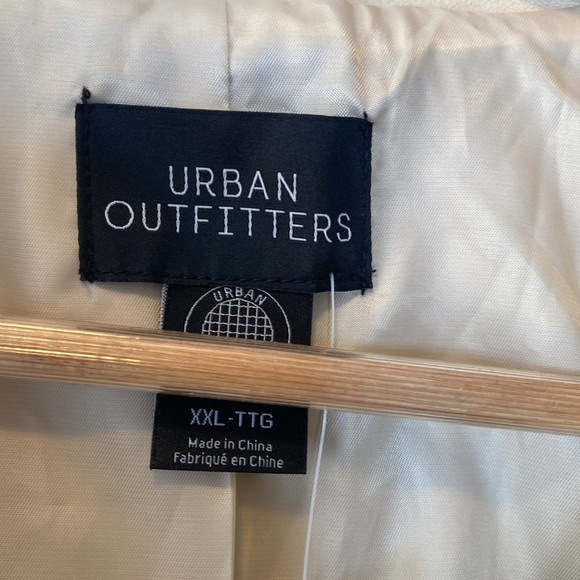 URBAN
OUTFITTERS
URBAN
XXL-TTG
Made in China
Fabriqué en Chine